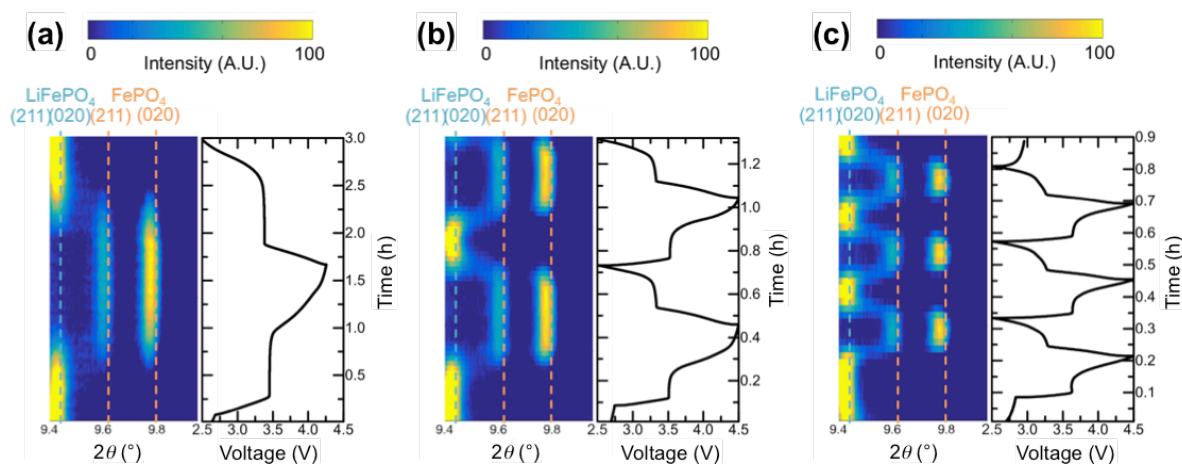 (a)
0 100
Intensity (A.U.)
LiFePO4 FePO4
(211)(020) (211) (020)
3.0
2.5
2.0
1.5
1.0
0.5
Time (h)
9.4 9.6 9.8 2.5 3.0 3.5 4.0 4.5
2θ (°) Voltage (V)
(b)
0 100
Intensity (A.U.)
LiFePO4 FePO4
(211)(020) (211) (020)
1.2
1.0
0.8
0.6
0.4
0.2
Time (h)
9.4 9.6 9.8 2.5 3.0 3.5 4.0 4.5
2θ (°) Voltage (V)
(c)
0 100
Intensity (A.U.)
LiFePO4 FePO4
(211)(020) (211) (020)
0.9
0.8
0.7
0.6
0.5
0.4
0.3
0.2
0.1
Time (h)
9.4 9.6 9.8 2.5 3.0 3.5 4.0 4.5
2θ (°) Voltage (V)